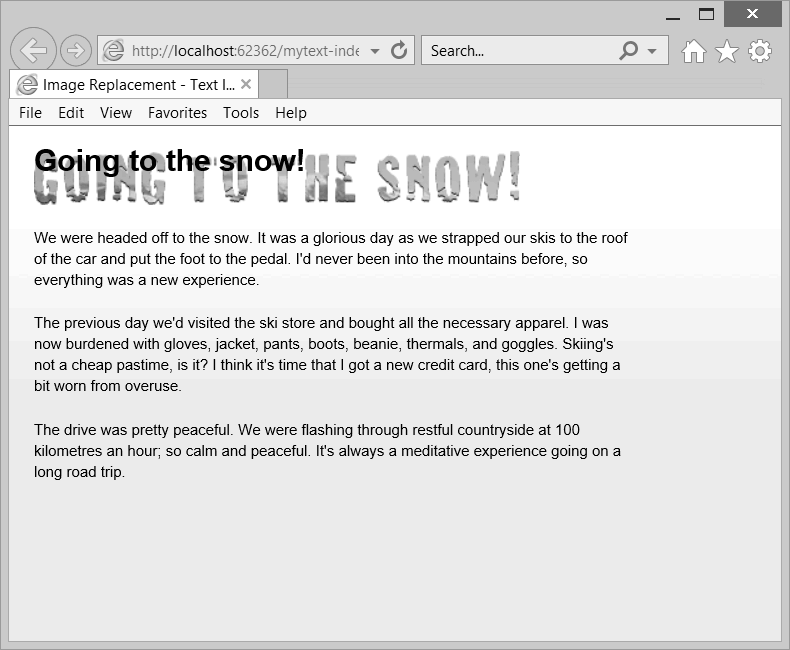 http://localhost:62362/mytext-inde
Search...
Image Replacement - Text I...
File Edit View Favorites Tools Help
Going to the snow!
GOING TO THE SNOW!
We were headed off to the snow. It was a glorious day as we strapped our skis to the roof
of the car and put the foot to the pedal. I'd never been into the mountains before, so
everything was a new experience.
The previous day we'd visited the ski store and bought all the necessary apparel. I was
now burdened with gloves, jacket, pants, boots, beanie, thermals, and goggles. Skiing's
not a cheap pastime, is it? I think it's time that I got a new credit card, this one's getting a
bit worn from overuse.
The drive was pretty peaceful. We were flashing through restful countryside at 100
kilometres an hour; so calm and peaceful. It's always a meditative experience going on a
long road trip.